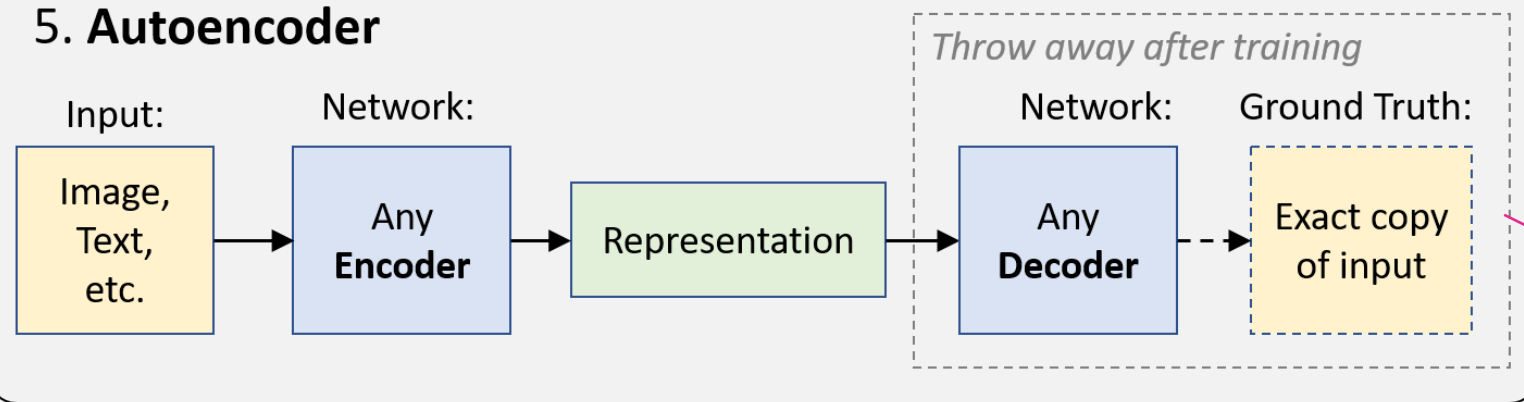 5. Autoencoder
Throw away after training
Input:
Network:
Network:
Ground Truth:
Image,
Text,
etc.
Any
Encoder
Representation
Any
Decoder
Exact copy
of input